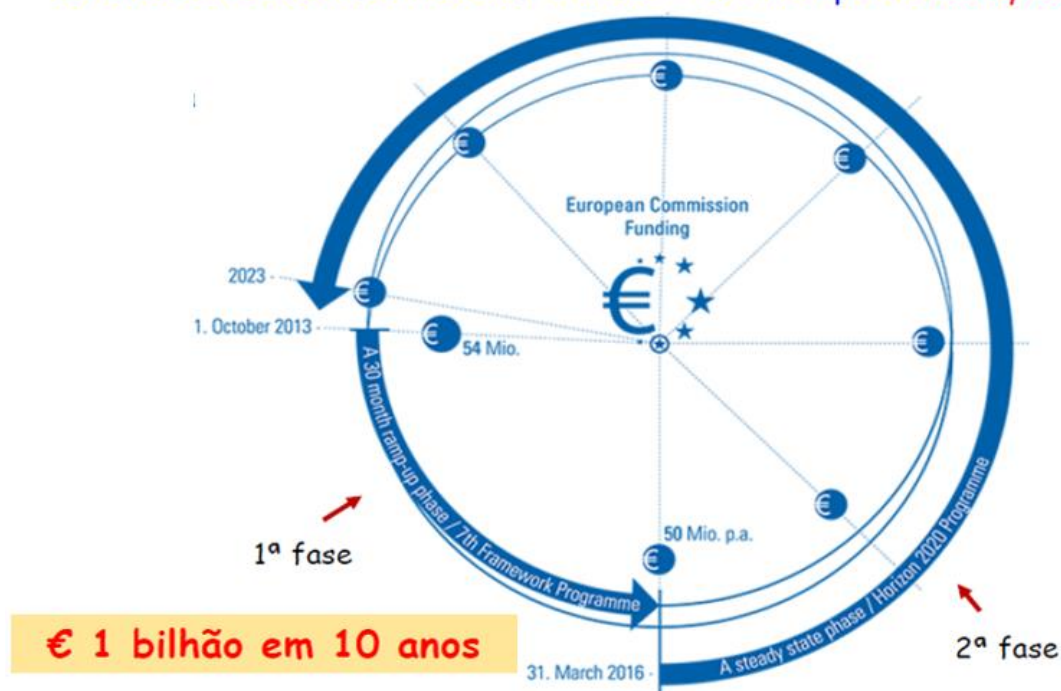 European Commission
Funding
2023
1. October 2013
€
54 Mio.
A 30 month ramp-up phase / 7th Framework Programme
1ª fase
50 Mio. p.a.
€ 1 bilhão em 10 anos
31. March 2016
A steady state phase / Horizon 2020 Programme
2ª fase